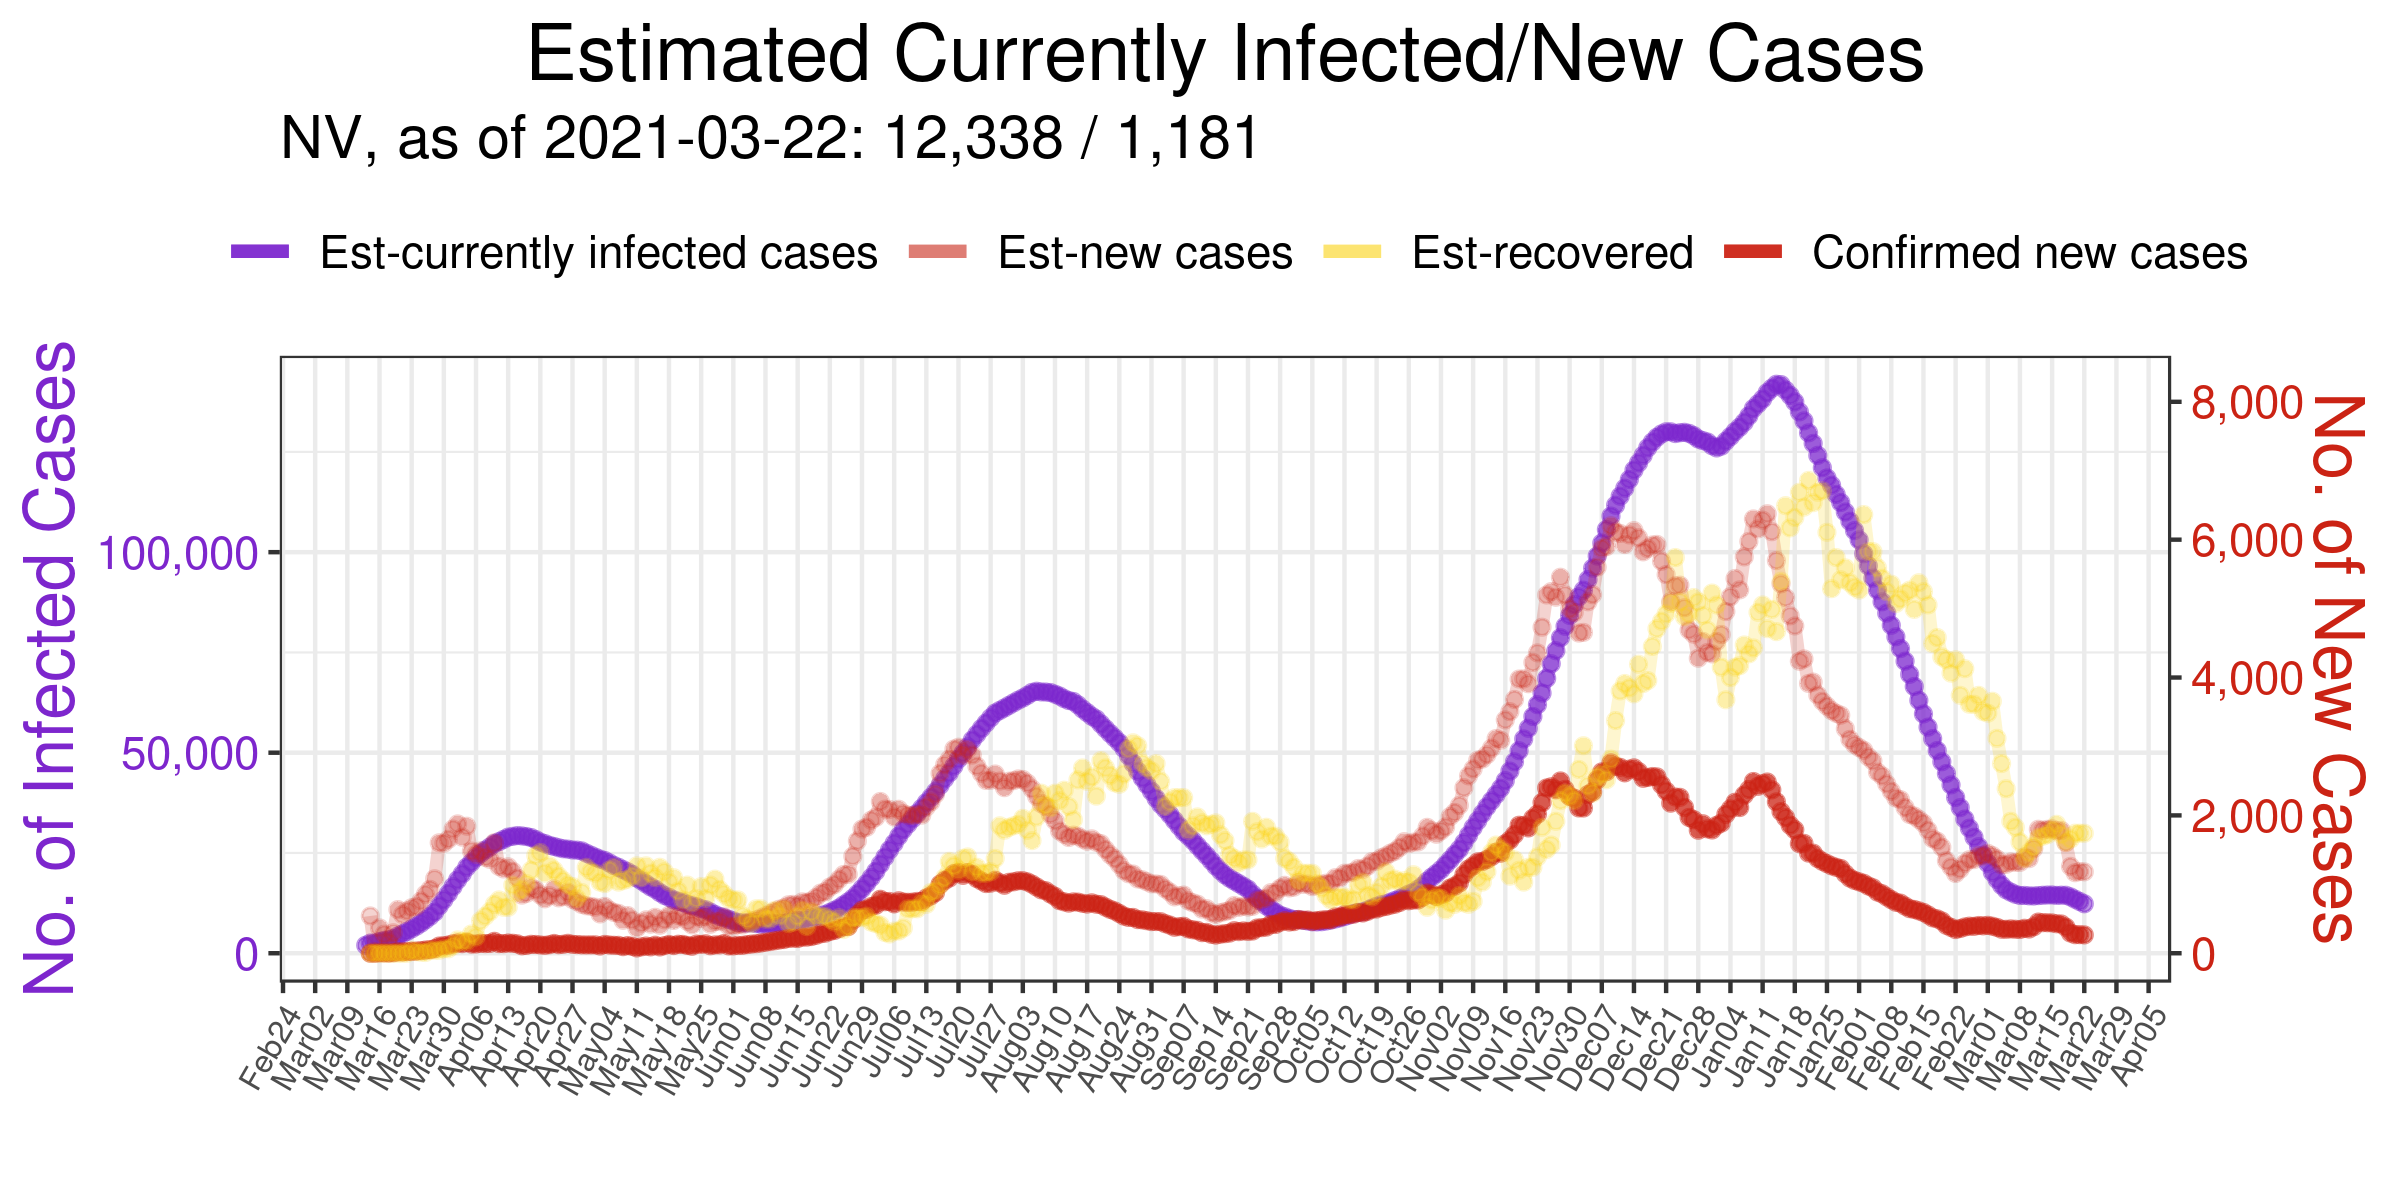 Estimated Currently Infected/New Cases
NV, as of 2021-03-22: 12,338 / 1,181
Est-currently infected cases Est-new cases Est-recovered Confirmed new cases
No. of Infected Cases
100,000
50,000
0
8,000
6,000
4,000
2,000
0
No. of New Cases
Feb24
Mar02
Mar09
Mar16
Mar23
Mar30
Apr06
Apr13
Apr20
Apr27
May04
May11
May18
May25
Jun01
Jun08
Jun15
Jun22
Jun29
Jul06
Jul13
Jul20
Jul27
Aug03
Aug10
Aug17
Aug24
Aug31
Sep07
Sep14
Sep21
Sep28
Oct05
Oct12
Oct19
Oct26
Nov02
Nov09
Nov16
Nov23
Nov30
Dec07
Dec14
Dec21
Dec28
Jan04
Jan11
Jan18
Jan25
Feb01
Feb08
Feb15
Feb22
Mar01
Mar08
Mar15
Mar22
Mar29
Apr05